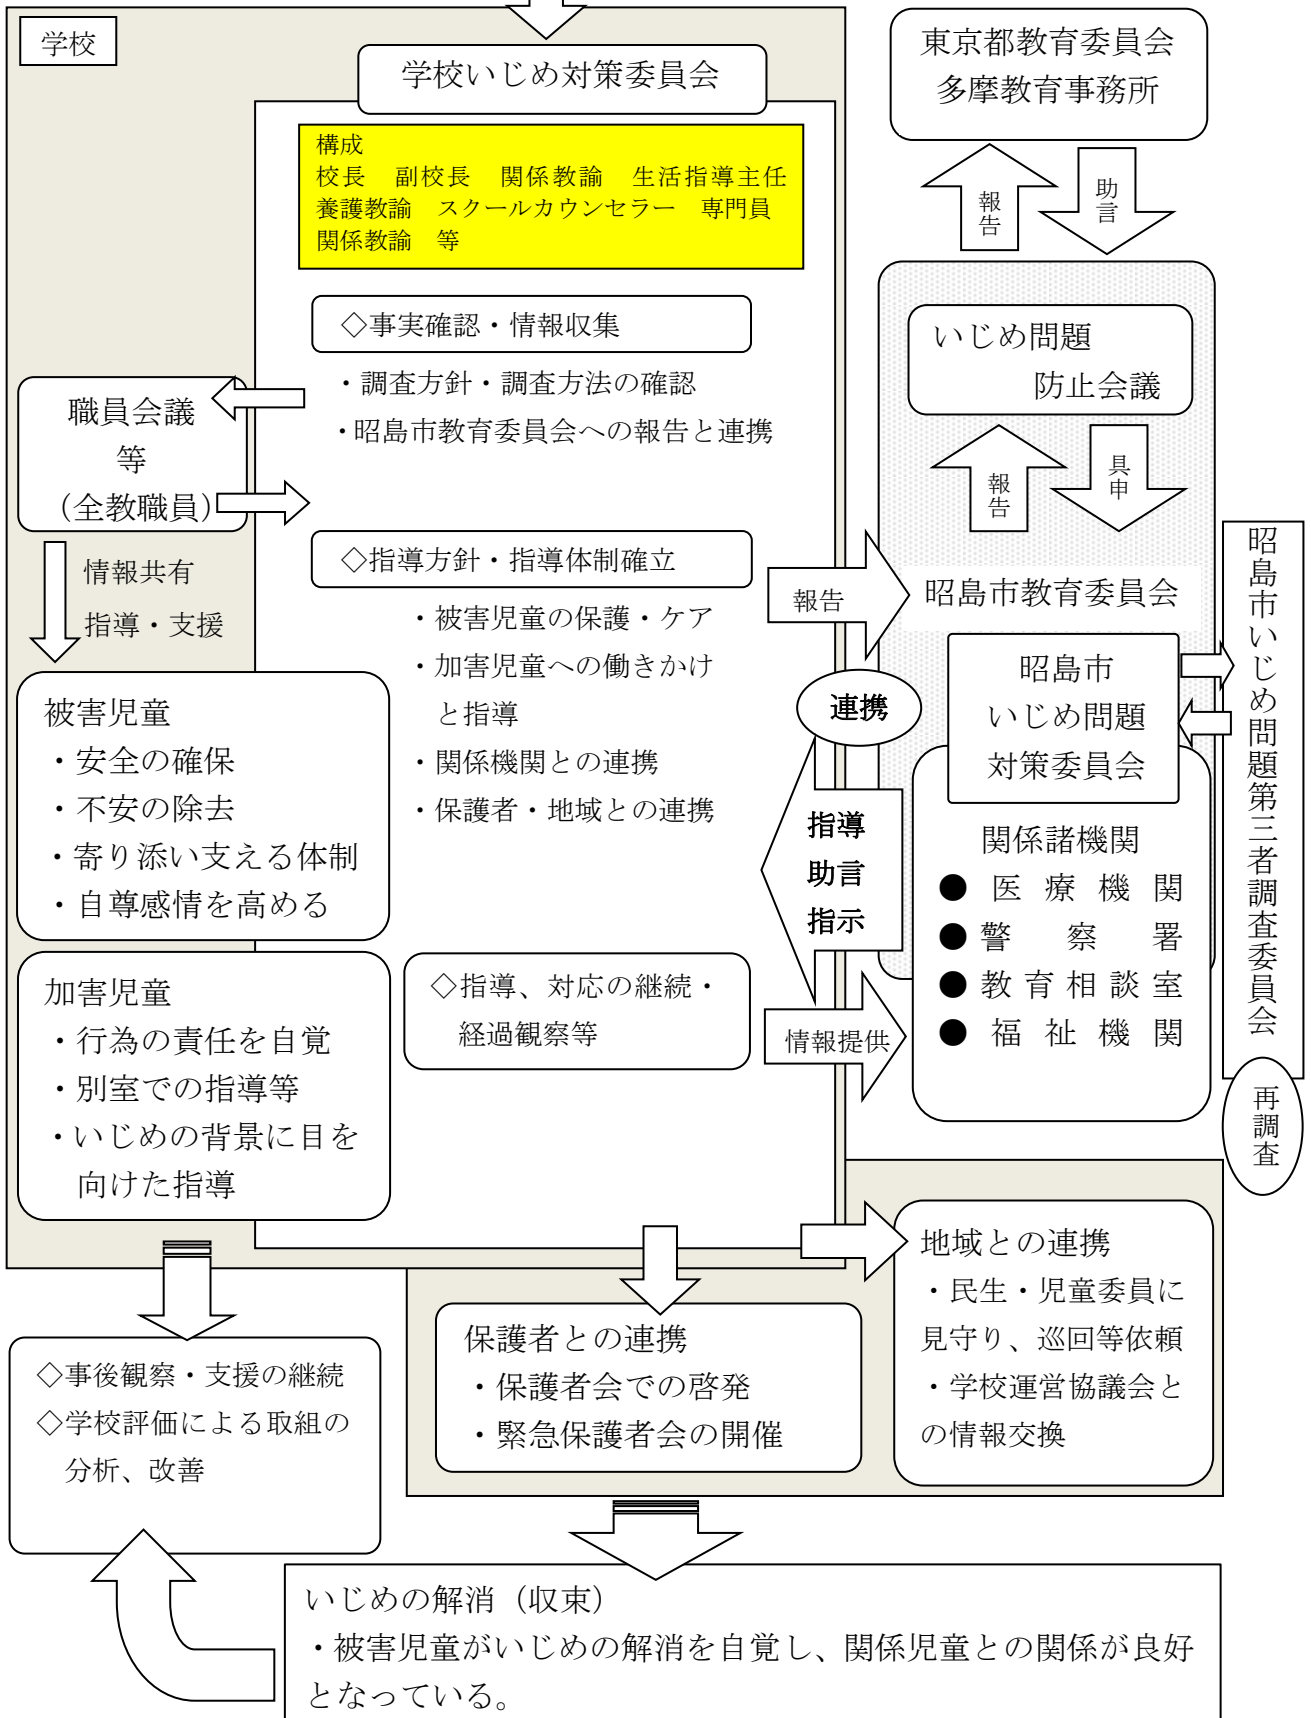 学校
学校いじめ対策委員会
構成
校長　副校長　関係教諭　生活指導主任
養護教諭　スクールカウンセラー　専門員
関係教諭　等
◇事実確認・情報収集
・調査方針・調査方法の確認
・昭島市教育委員会への報告と連携
職員会議
等
（全教職員）
情報共有
指導・支援
◇指導方針・指導体制確立
・被害児童の保護・ケア
・加害児童への働きかけ
と指導
・関係機関との連携
・保護者・地域との連携
被害児童
・安全の確保
・不安の除去
・寄り添い支える体制
・自尊感情を高める
加害児童
・行為の責任を自覚
・別室での指導等
・いじめの背景に目を
向けた指導
◇指導、対応の継続・
経過観察等
東京都教育委員会
多摩教育事務所
報告
助言
いじめ問題
防止会議
報告
具申
報告
昭島市教育委員会
連携
昭島市
いじめ問題
対策委員会
指導
助言
指示
関係諸機関
● 医療機関
● 警察署
● 教育相談室
● 福祉機関
情報提供
昭島市いじめ問題第三者調査委員会
再調査
地域との連携
・民生・児童委員に
見守り、巡回等依頼
・学校運営協議会と
の情報交換
保護者との連携
・保護者会での啓発
・緊急保護者会の開催
◇事後観察・支援の継続
◇学校評価による取組の
分析、改善
いじめの解消（収束）
・被害児童がいじめの解消を自覚し、関係児童との関係が良好
となっている。